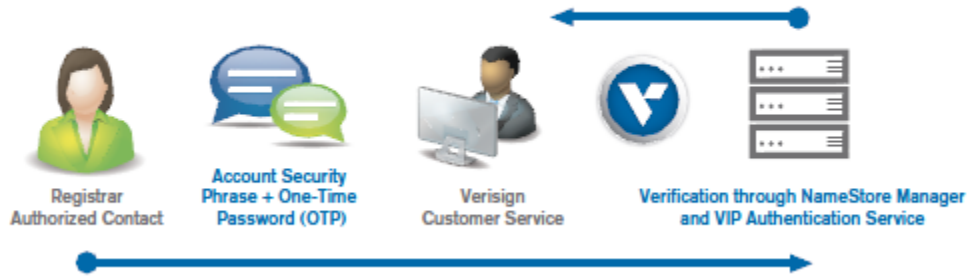 Registrar
Authorized Contact
Account Security
Phrase + One-Time
Password (OTP)
Verisign
Customer Service
Verification through NameStore Manager
and VIP Authentication Service